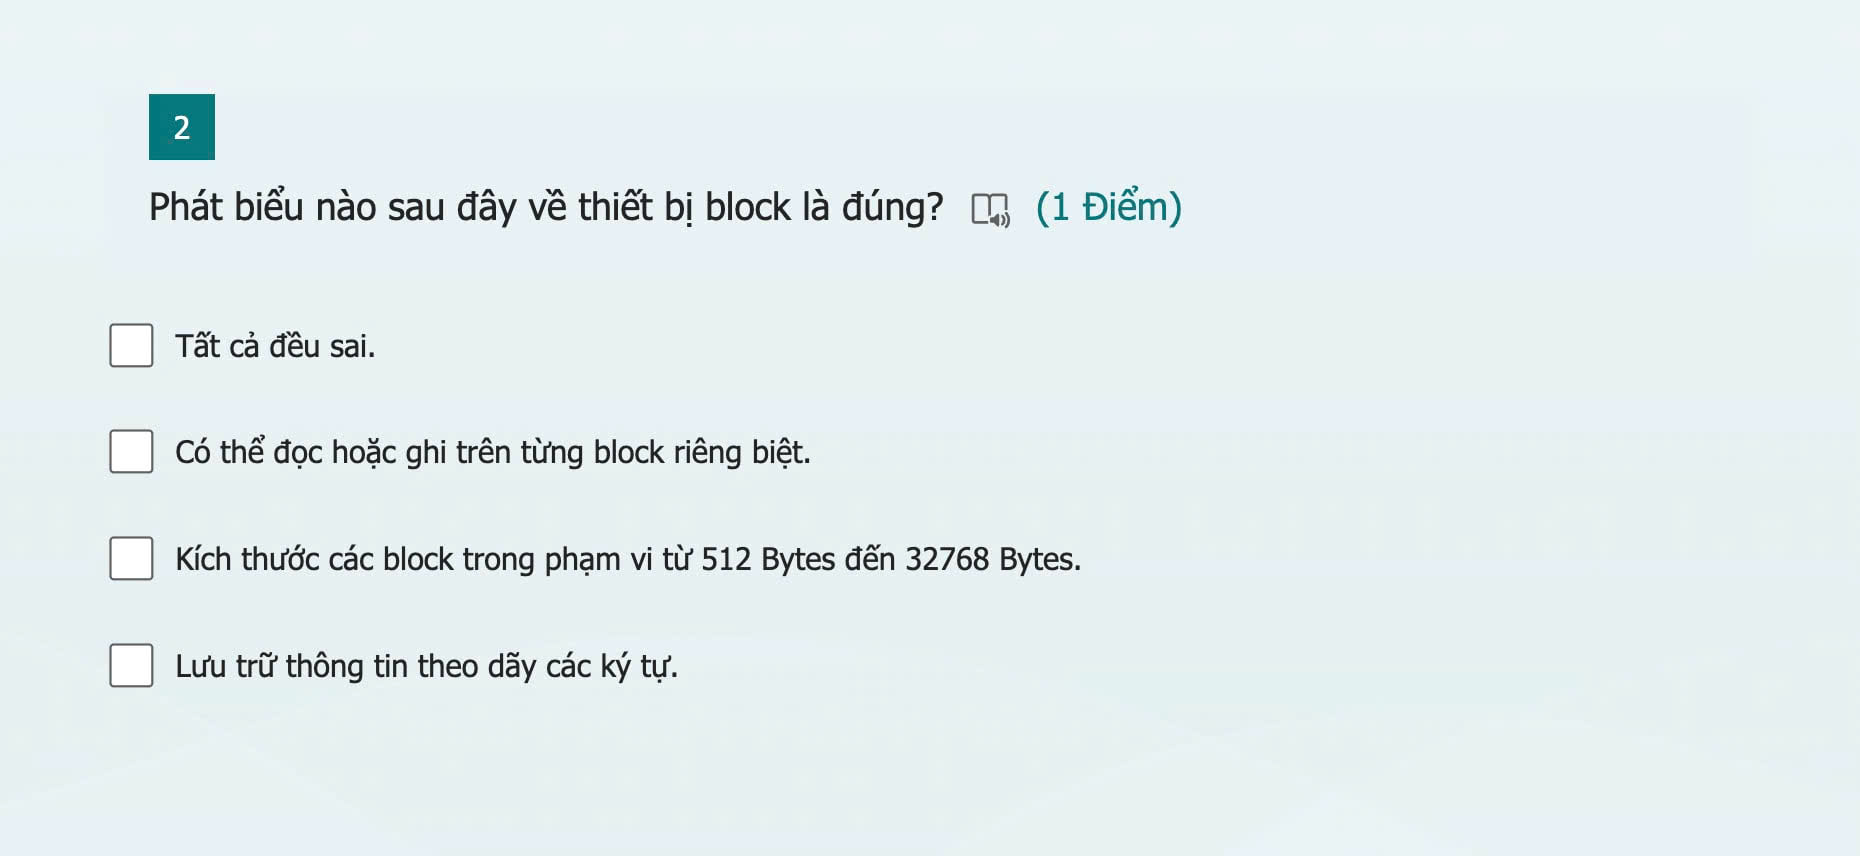 2
Phát biểu nào sau đây về thiết bị block là đúng? (1 Điểm)
Tất cả đều sai.
Có thể đọc hoặc ghi trên từng block riêng biệt.
Kích thước các block trong phạm vi từ 512 Bytes đến 32768 Bytes.
Lưu trữ thông tin theo dãy các ký tự.